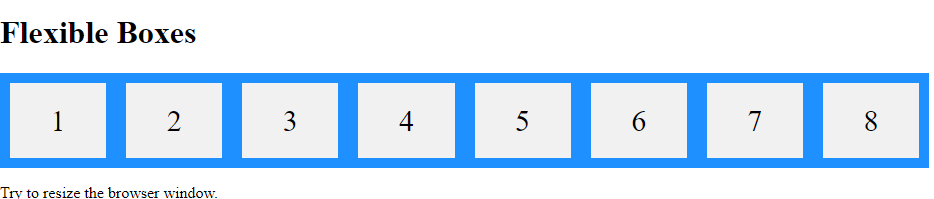 Flexible Boxes
1 2 3 4 5 6 7 8
Try to resize the browser window.